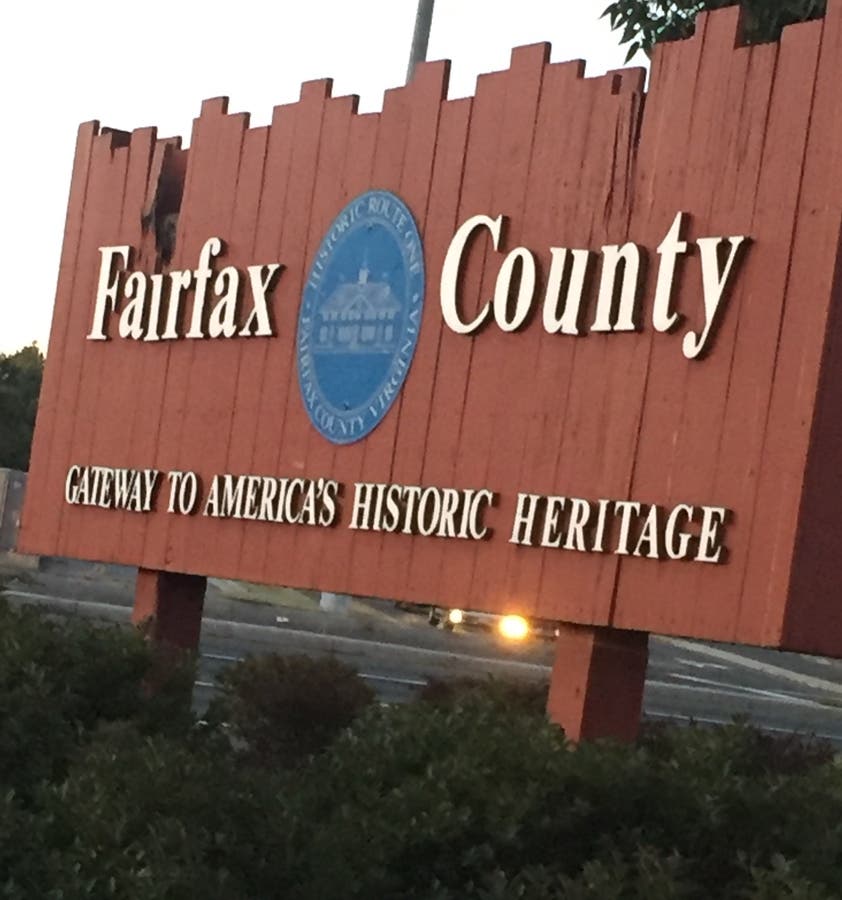 Fairfax County
HISTORIC ROUTE ONE
FAIRFAX COUNTY VIRGINIA
GATEWAY TO AMERICA'S HISTORIC HERITAGE